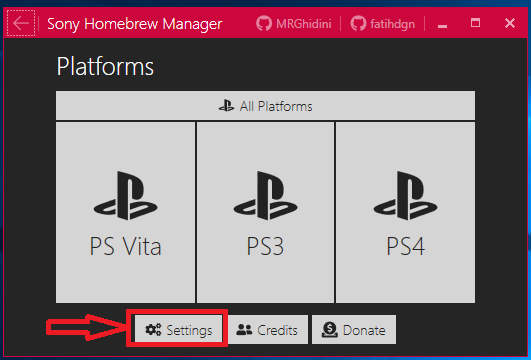 Sony Homebrew Manager MRGhidini fatihdgn
Platforms
All Platforms
PS Vita PS3 PS4
Settings Credits Donate